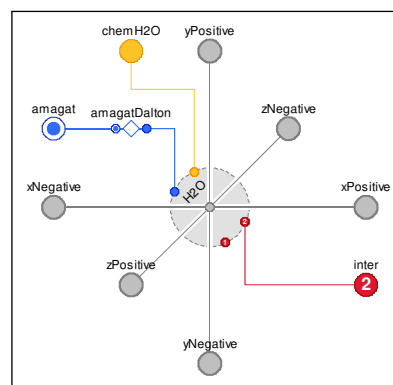 chemH2O
yPositive
amagat
amagatDalton
zNegative
H2O
xNegative
xPositive
2
1
zPositive
inter
2
yNegative